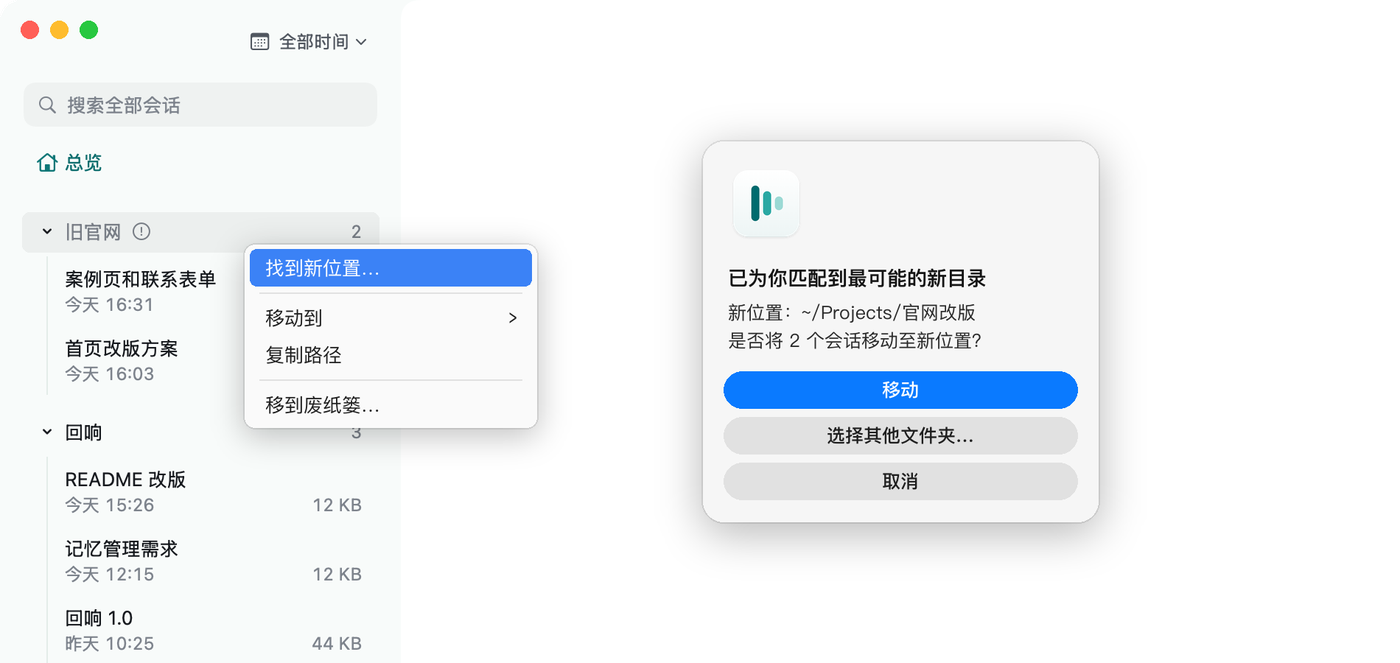 全部时间
搜索全部会话
总览
旧官网 2
案例页和联系表单
今天 16:31
首页改版方案
今天 16:03
回响 3
README 改版
今天 15:26 12 KB
记忆管理需求
今天 12:15 12 KB
回响 1.0
昨天 10:25 44 KB
找到新位置...
移动到
复制路径
移到废纸篓...
已为你匹配到最可能的新目录
新位置：~/Projects/官网改版
是否将 2 个会话移动至新位置?
移动
选择其他文件夹...
取消